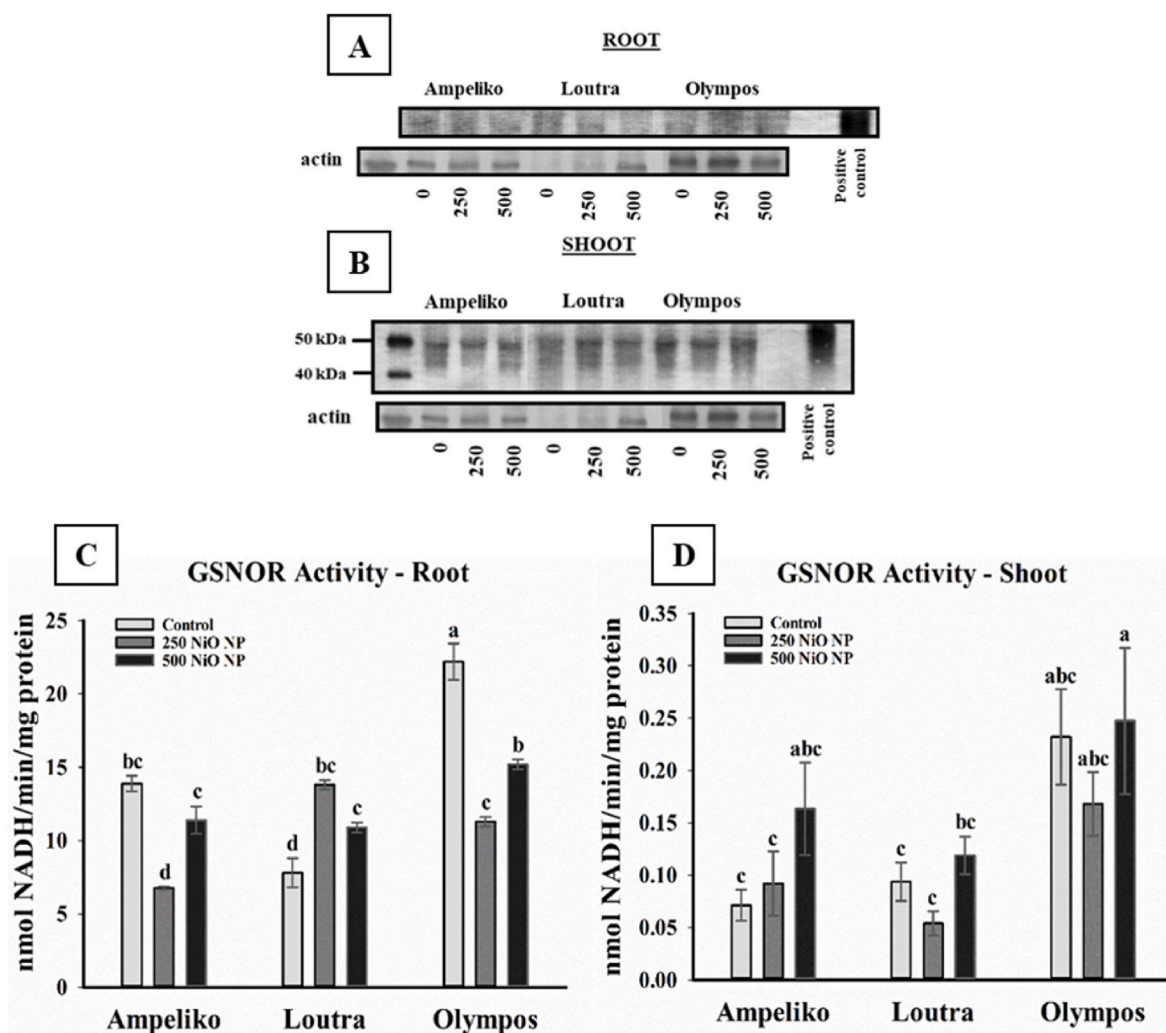 A
ROOT
Ampeliko Loutra Olympos
actin
0 250 500 0 250 500 0 250 500
Positive control
B
SHOOT
Ampeliko Loutra Olympos
50 kDa
40 kDa
actin
0 250 500 0 250 500 0 250 500
Positive control
C
GSNOR Activity - Root
nmol NADH/min/mg protein
25
20
15
10
5
0
Control
250 NiO NP
500 NiO NP
bc d c d bc c a c b
Ampeliko Loutra Olympos
D
GSNOR Activity - Shoot
nmol NADH/min/mg protein
0.35
0.30
0.25
0.20
0.15
0.10
0.05
0.00
Control
250 NiO NP
500 NiO NP
c c abc c c bc abc abc a
Ampeliko Loutra Olympos